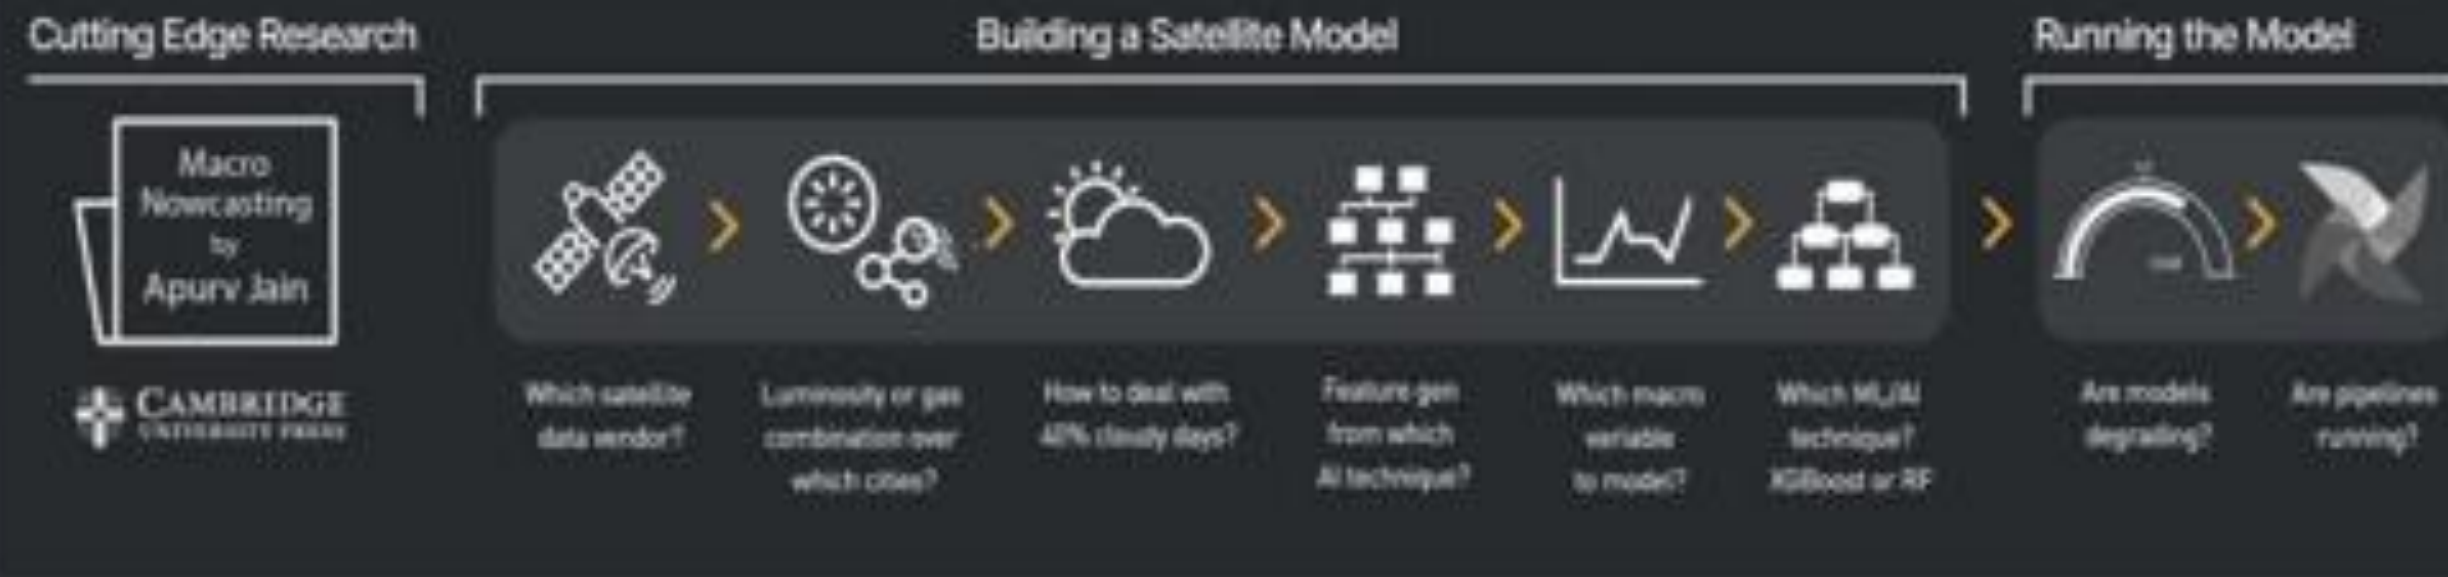 Cutting Edge Research
Building a Satellite Model
Running the Model
Macro
Nowcasting
by
Apurv Jain
CAMBRIDGE
UNIVERSITY PRESS
Which satellite
data vendor?
Luminosity or gas
combination over
which cities?
How to deal with
40% cloudy days?
Feature gen
from which
AI technique?
Which macro
variable
to model?
Which ML/AI
technique?
XGBoost or RF
Are models
degrading?
Are pipelines
running?